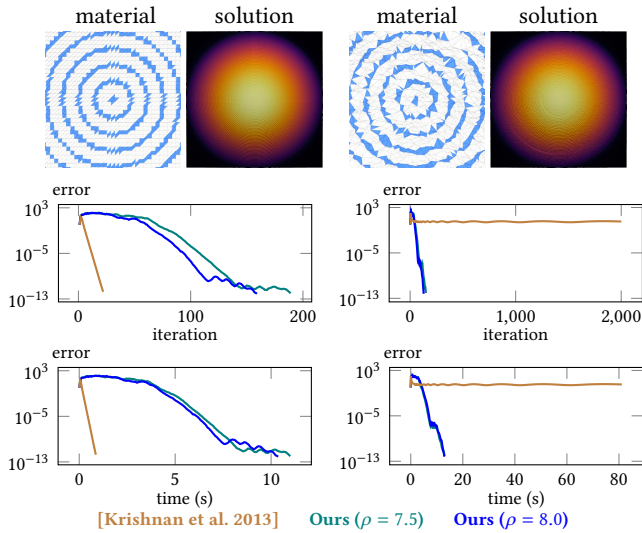 material solution material solution
error error
10^3 10^3
10^-5 10^-5
10^-13 10^-13
0 100 200 0 1,000 2,000
iteration iteration
error error
10^3 10^3
10^-5 10^-5
10^-13 10^-13
0 5 10 0 20 40 60 80
time (s) time (s)
[Krishnan et al. 2013] Ours (ρ = 7.5) Ours (ρ = 8.0)